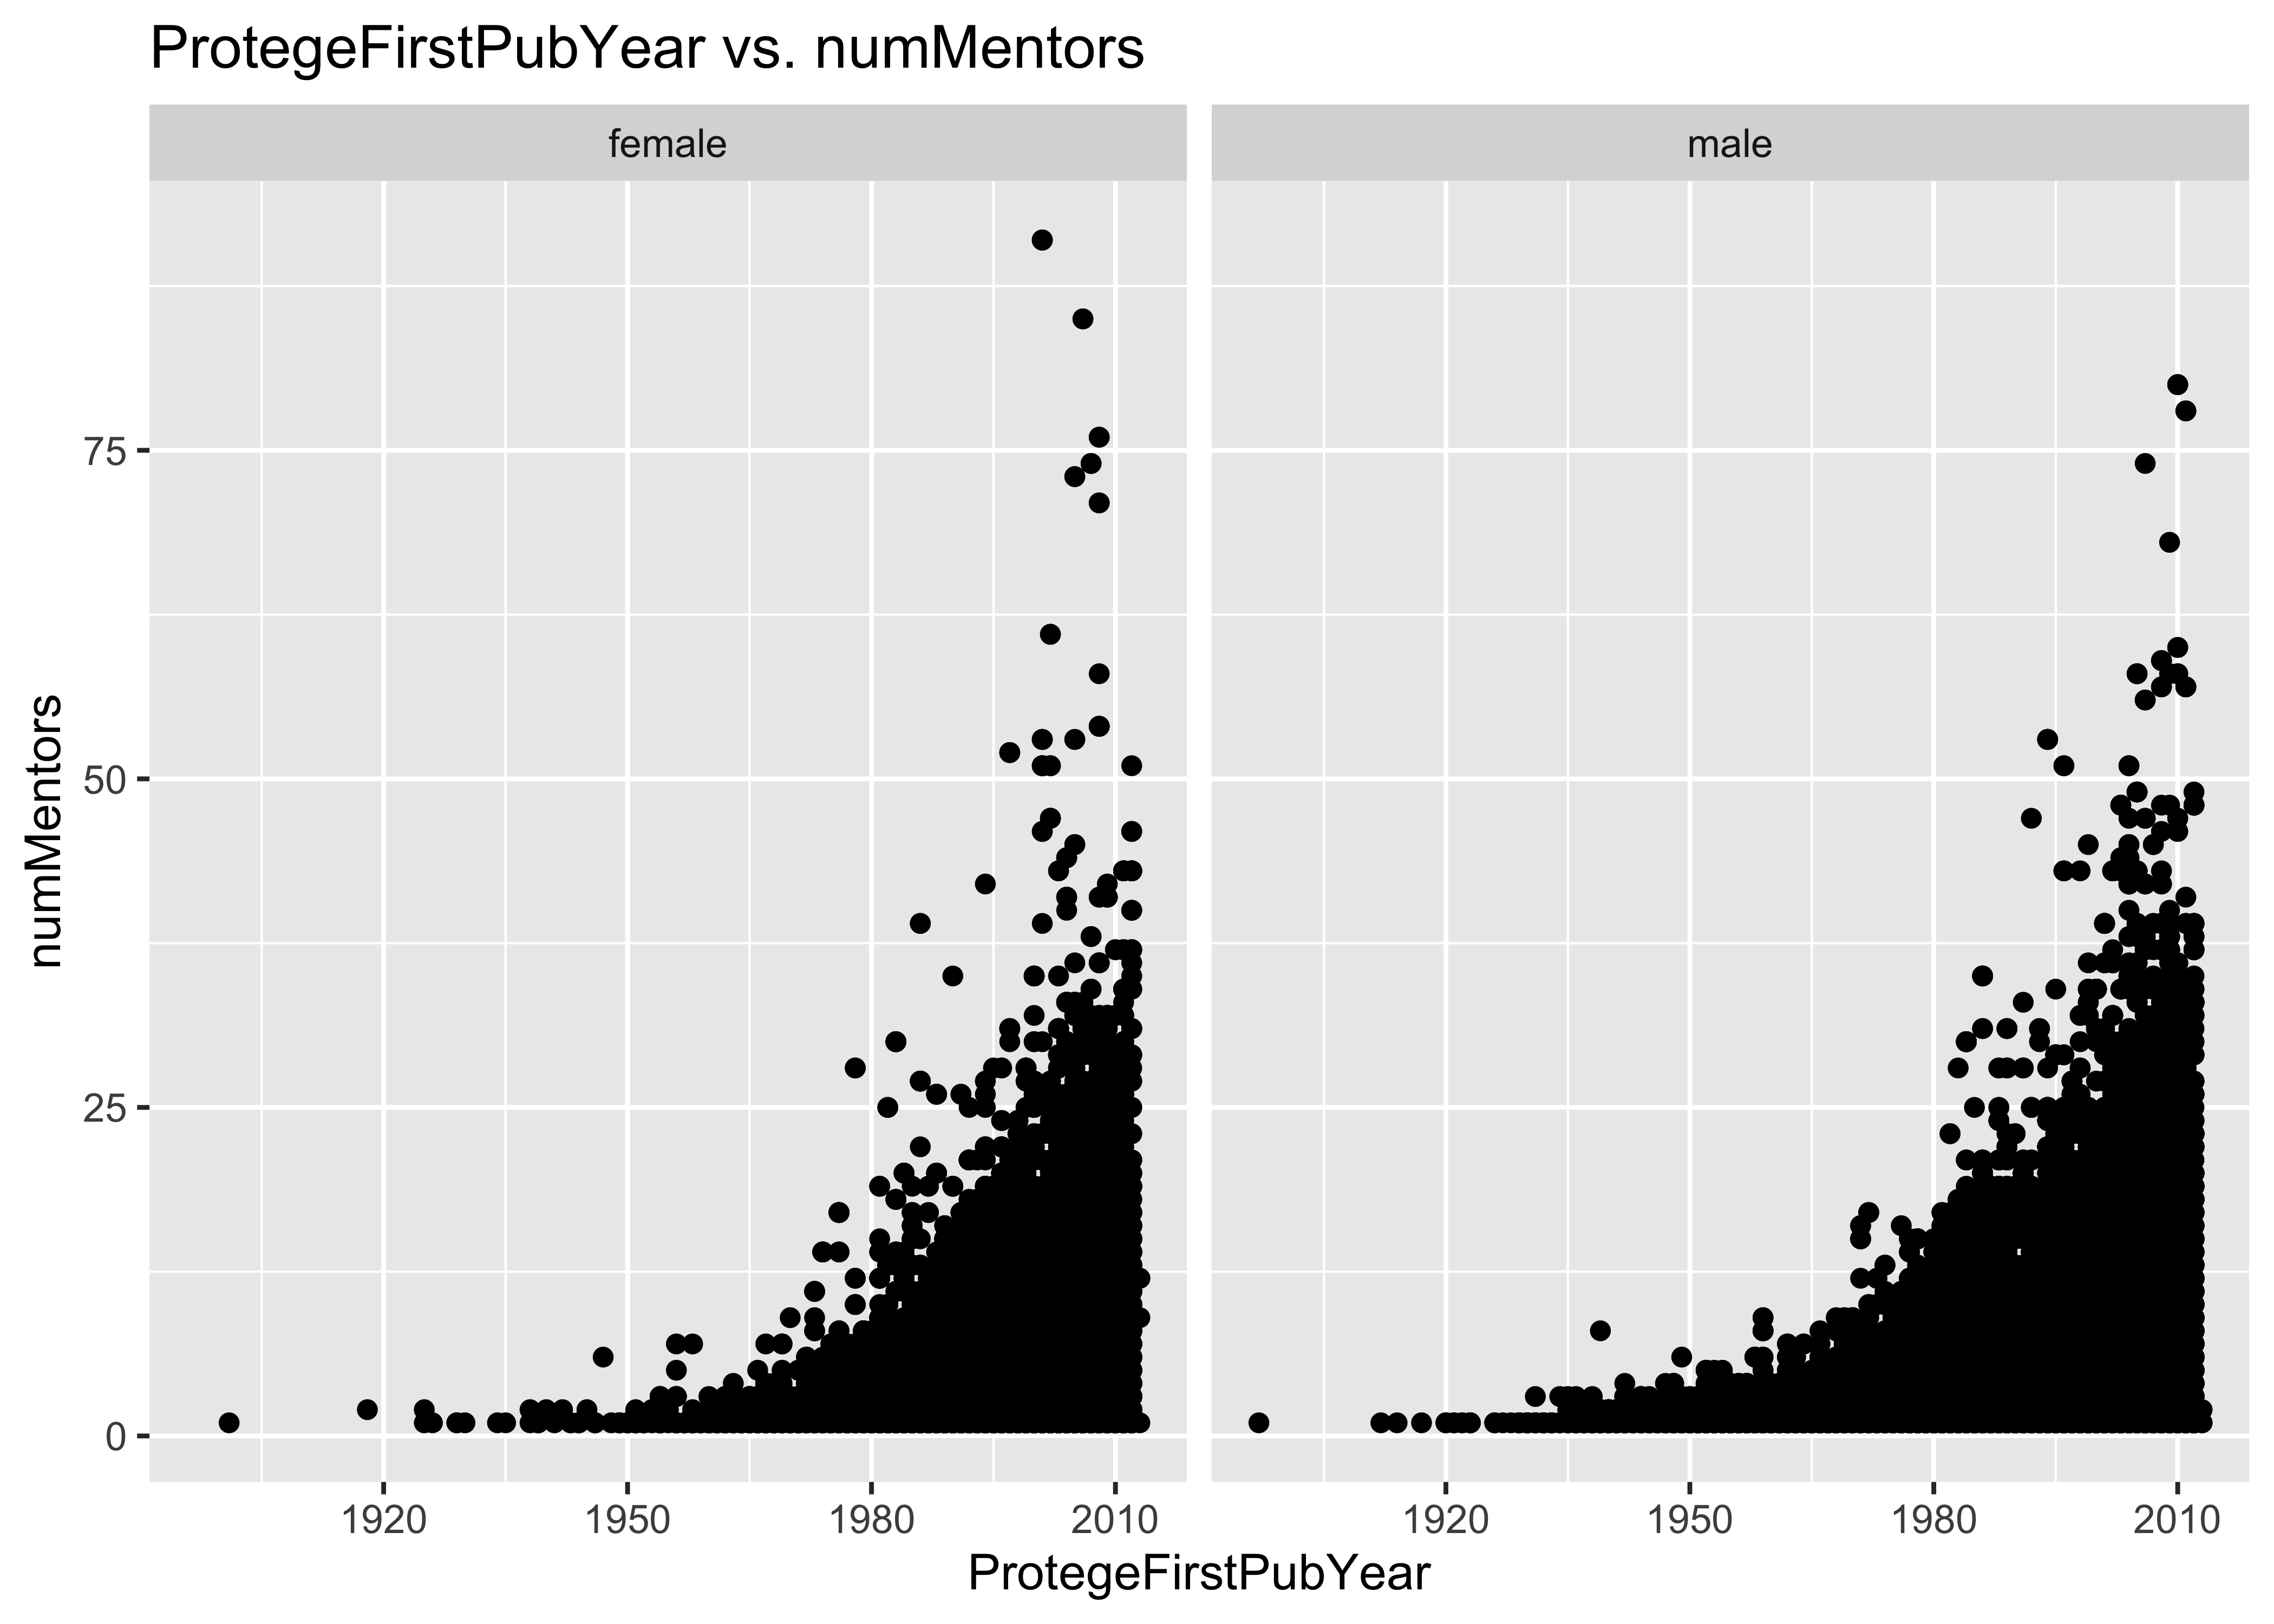 ProtegeFirstPubYear vs. numMentors
female
male
75
50
25
0
numMentors
1920 1950 1980 2010 1920 1950 1980 2010
ProtegeFirstPubYear